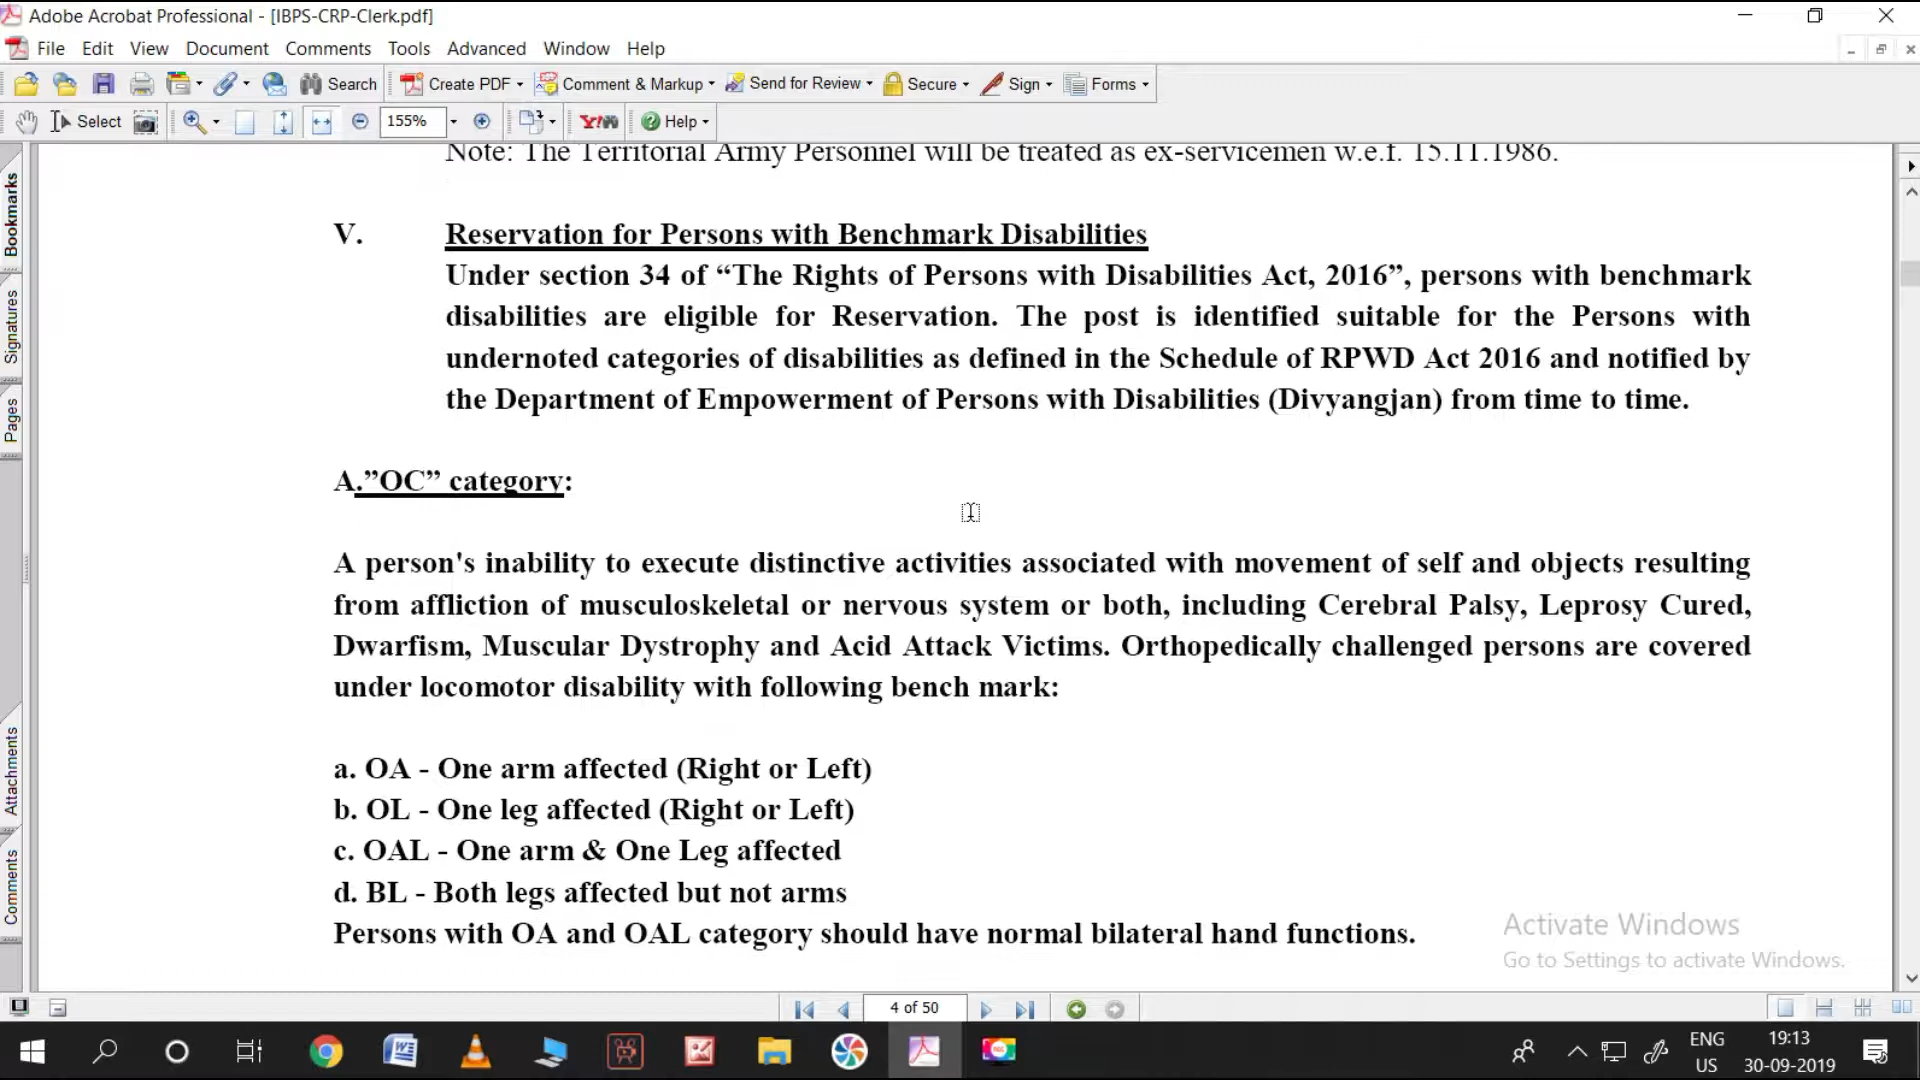 Adobe Acrobat Professional - [IBPS-CRP-Clerk.pdf]
File Edit View Document Comments Tools Advanced Window Help
Search Create PDF Comment & Markup Send for Review Secure Sign Forms
Select 155% Y! Help
Note: The Territorial Army Personnel will be treated as ex-servicemen w.e.f. 15.11.1986.
V. Reservation for Persons with Benchmark Disabilities
Under section 34 of “The Rights of Persons with Disabilities Act, 2016”, persons with benchmark
disabilities are eligible for Reservation. The post is identified suitable for the Persons with
undernoted categories of disabilities as defined in the Schedule of RPWD Act 2016 and notified by
the Department of Empowerment of Persons with Disabilities (Divyangjan) from time to time.
A.”OC” category:
A person's inability to execute distinctive activities associated with movement of self and objects resulting
from affliction of musculoskeletal or nervous system or both, including Cerebral Palsy, Leprosy Cured,
Dwarfism, Muscular Dystrophy and Acid Attack Victims. Orthopedically challenged persons are covered
under locomotor disability with following bench mark:
a. OA - One arm affected (Right or Left)
b. OL - One leg affected (Right or Left)
c. OAL - One arm & One Leg affected
d. BL - Both legs affected but not arms
Persons with OA and OAL category should have normal bilateral hand functions.
Bookmarks
Signatures
Pages
Attachments
Comments
Activate Windows
Go to Settings to activate Windows.
4 of 50
ENG
US
19:13
30-09-2019